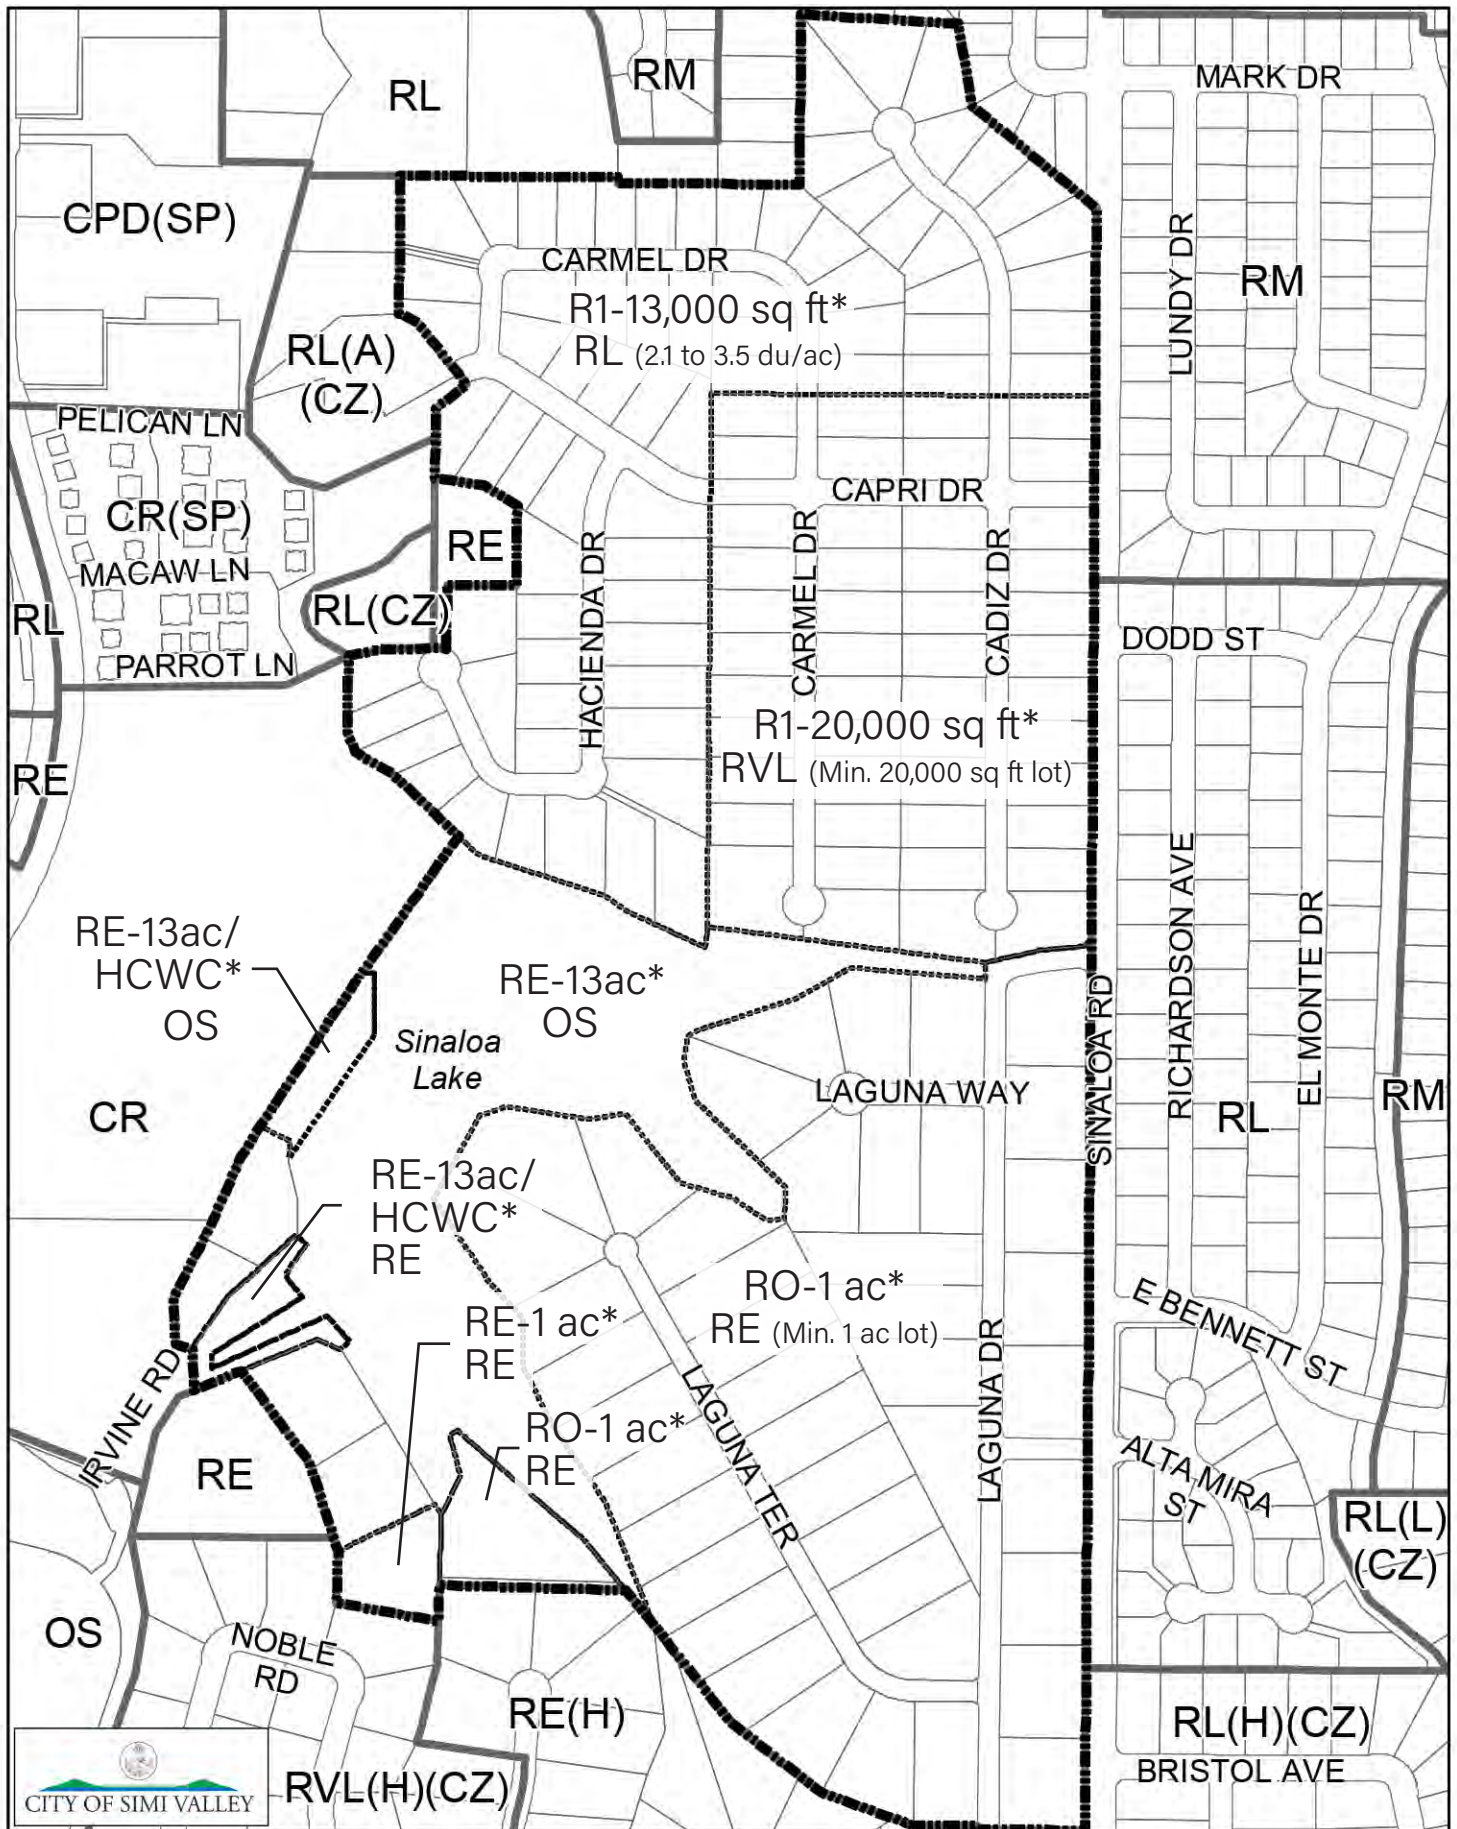 MARK DR
RM
RL
CPD(SP)
LUNDY DR
CARMEL DR
RM
R1-13,000 sq ft*
RL (2.1 to 3.5 du/ac)
RL(A)
(CZ)
PELICAN LN
CAPRI DR
CR(SP)
RE
MACAW LN
HACIENDA DR
CARMEL DR
CADIZ DR
RL
RL(CZ)
DODD ST
PARROT LN
R1-20,000 sq ft*
RVL (Min. 20,000 sq ft lot)
RE
RICHARDSON AVE
EL MONTE DR
RE-13ac/
HCWC*
OS
RE-13ac*
OS
SINALOA RD
Sinaloa
Lake
LAGUNA WAY
CR
RL
RM
RE-13ac/
HCWC*
RE
RO-1 ac*
RE (Min. 1 ac lot)
E BENNETT ST
RE-1 ac*
RE
LAGUNA DR
IRVINE RD
LAGUNA TER
RO-1 ac*
RE
RE
ALTA MIRA
ST
RL(L)
(CZ)
OS
NOBLE
RD
RE(H)
RL(H)(CZ)
BRISTOL AVE
RVL(H)(CZ)
CITY OF SIMI VALLEY